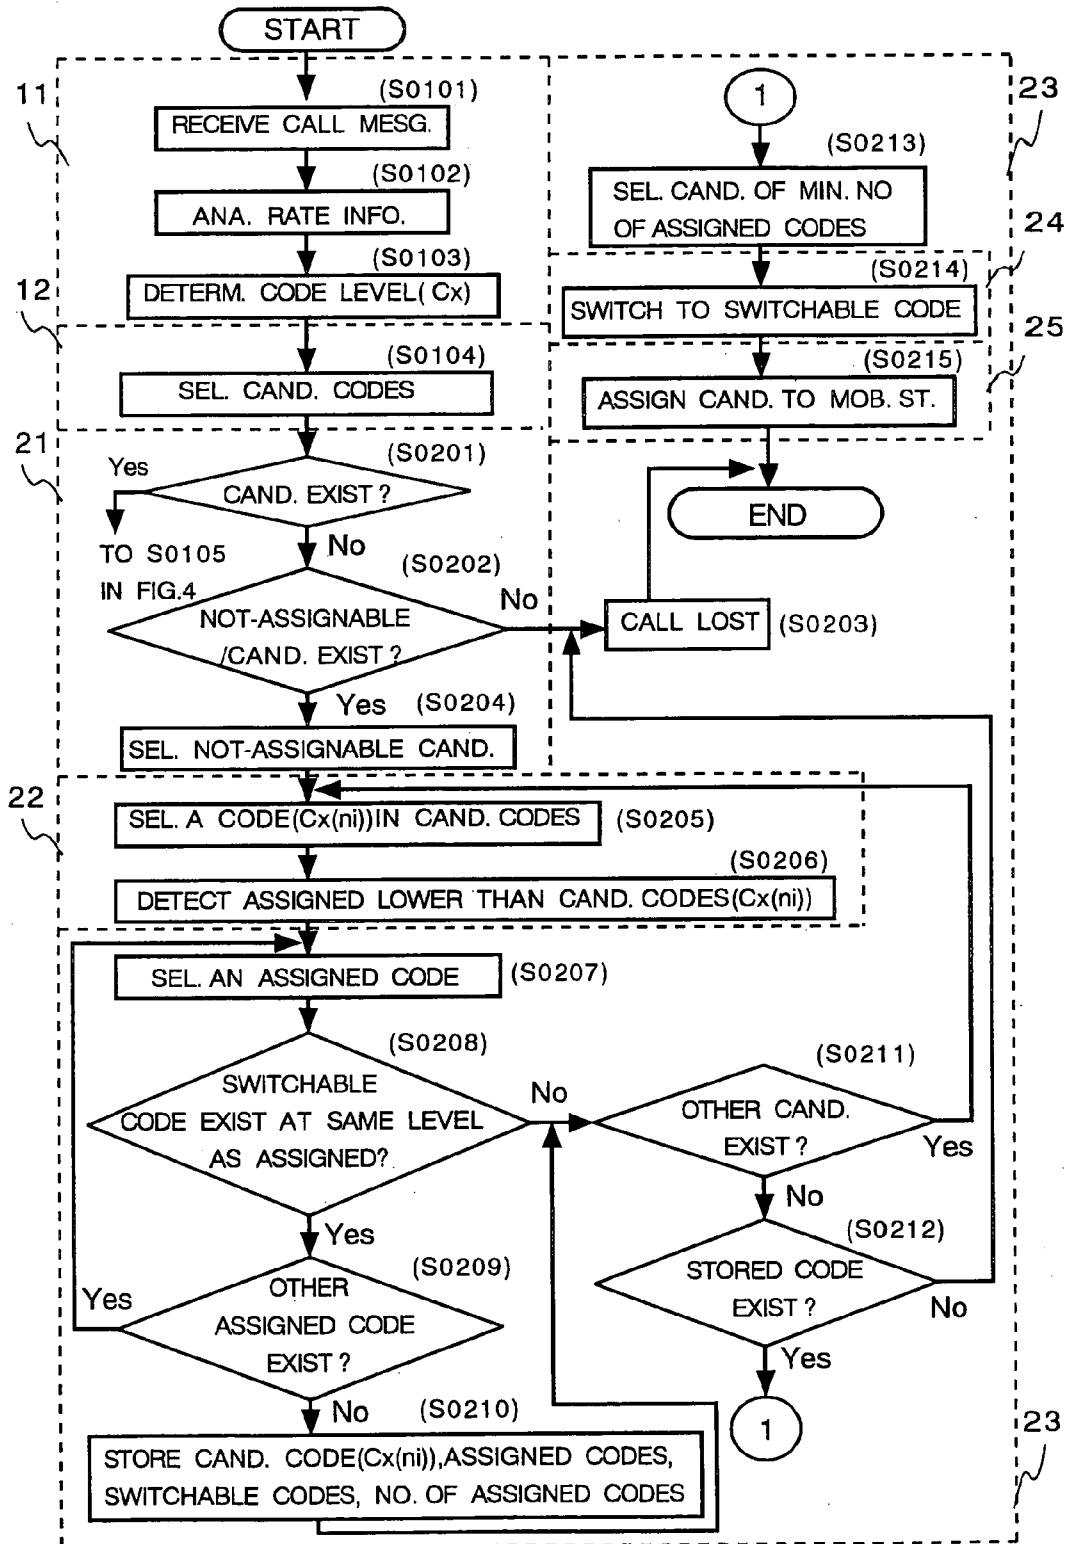 START
11
(S0101)
RECEIVE CALL MESG.
(S0102)
ANA. RATE INFO.
(S0103)
DETERM. CODE LEVEL(Cx)
12
(S0104)
SEL. CAND. CODES
21
(S0201)
Yes
CAND. EXIST?
TO S0105
IN FIG.4
No
(S0202)
NOT-ASSIGNABLE
/CAND. EXIST?
No
Yes
(S0204)
SEL. NOT-ASSIGNABLE CAND.
1
23
(S0213)
SEL. CAND. OF MIN. NO
OF ASSIGNED CODES
24
(S0214)
SWITCH TO SWITCHABLE CODE
25
(S0215)
ASSIGN CAND. TO MOB. ST.
END
CALL LOST
(S0203)
22
SEL. A CODE(Cx(ni))IN CAND. CODES
(S0205)
(S0206)
DETECT ASSIGNED LOWER THAN CAND. CODES(Cx(ni))
SEL. AN ASSIGNED CODE
(S0207)
(S0208)
SWITCHABLE
CODE EXIST AT SAME LEVEL
AS ASSIGNED?
No
Yes
(S0209)
Yes
OTHER
ASSIGNED CODE
EXIST?
No
(S0210)
STORE CAND. CODE(Cx(ni)),ASSIGNED CODES,
SWITCHABLE CODES, NO. OF ASSIGNED CODES
(S0211)
OTHER CAND.
EXIST?
Yes
No
(S0212)
STORED CODE
EXIST?
No
Yes
1
23